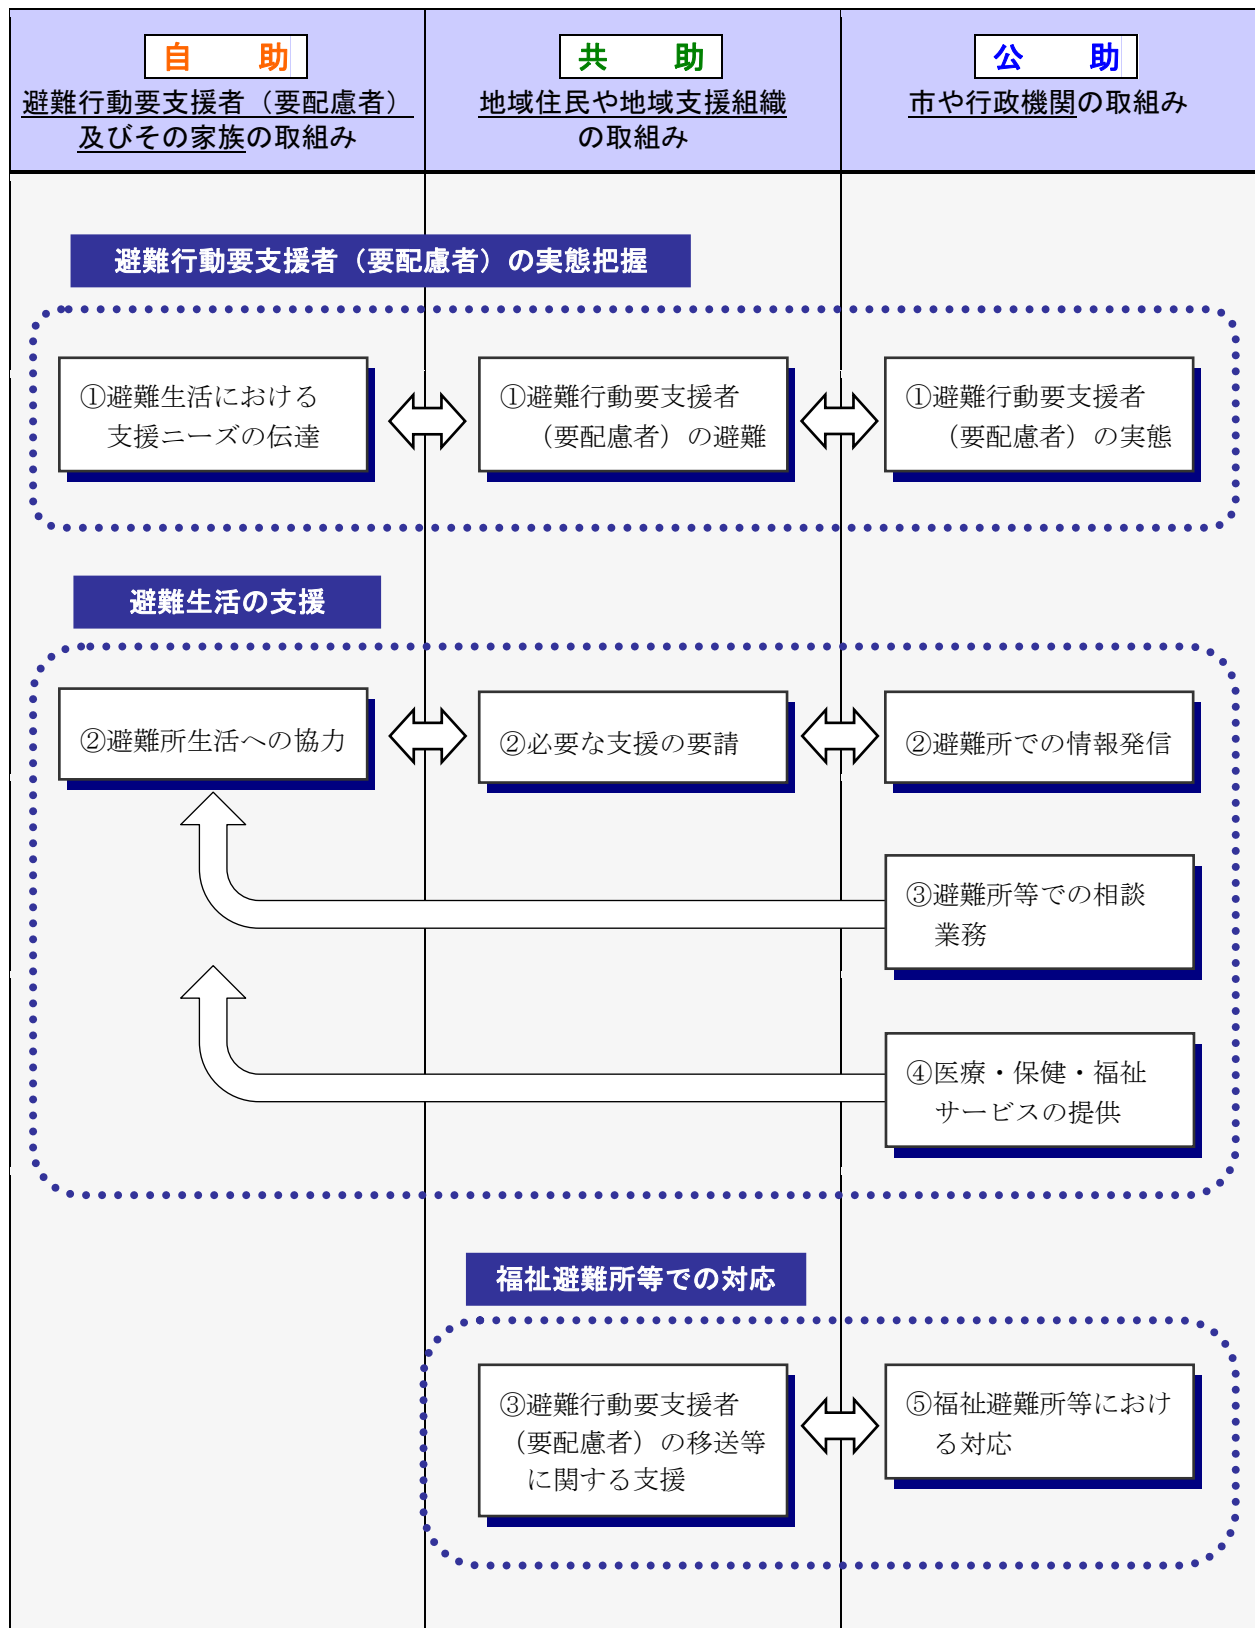 自　　助
避難行動要支援者（要配慮者）
及びその家族の取組み
共　　助
地域住民や地域支援組織
の取組み
公　　助
市や行政機関の取組み
避難行動要支援者（要配慮者）の実態把握
①避難生活における
支援ニーズの伝達
①避難行動要支援者
（要配慮者）の避難
①避難行動要支援者
（要配慮者）の実態
避難生活の支援
②避難所生活への協力
②必要な支援の要請
②避難所での情報発信
③避難所等での相談
業務
④医療・保健・福祉
サービスの提供
福祉避難所等での対応
③避難行動要支援者
（要配慮者）の移送等
に関する支援
⑤福祉避難所等におけ
る対応